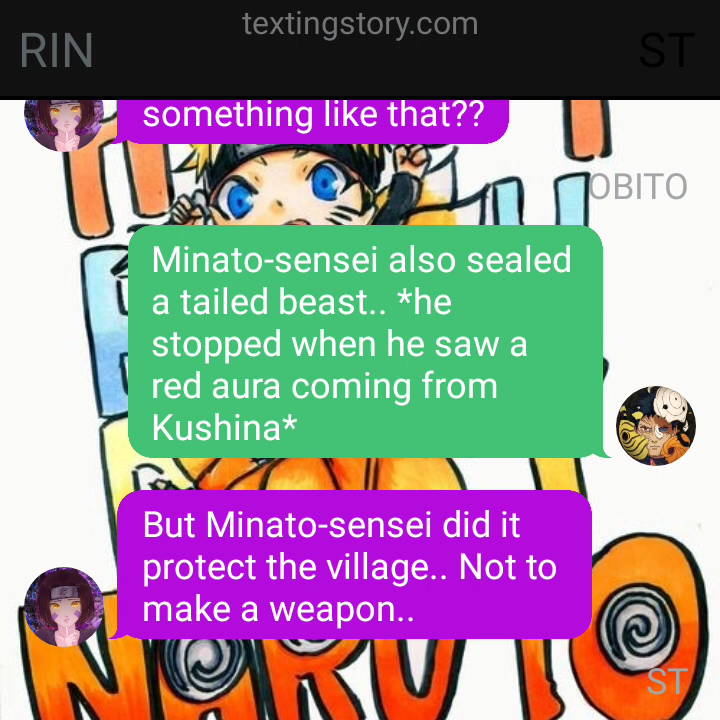 textingstory.com
RIN
ST
something like that??
OBITO
Minato-sensei also sealed
a tailed beast.. *he
stopped when he saw a
red aura coming from
Kushina*
But Minato-sensei did it
protect the village.. Not to
make a weapon..
NARUTO
ST